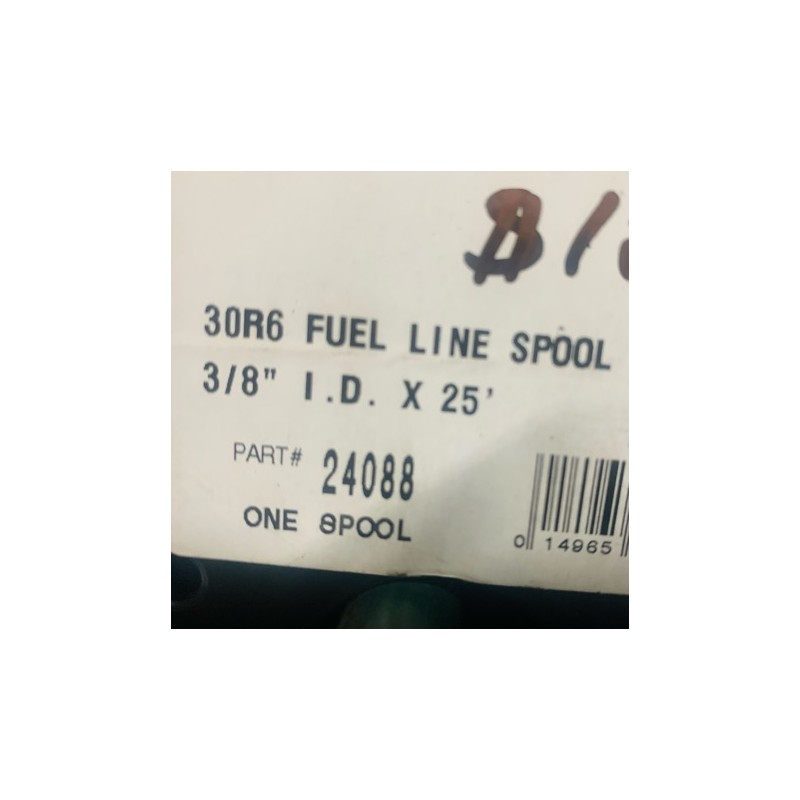 30R6 FUEL LINE SPOOL
3/8" I.D. X 25'
PART# 24088
ONE SPOOL
0 14965